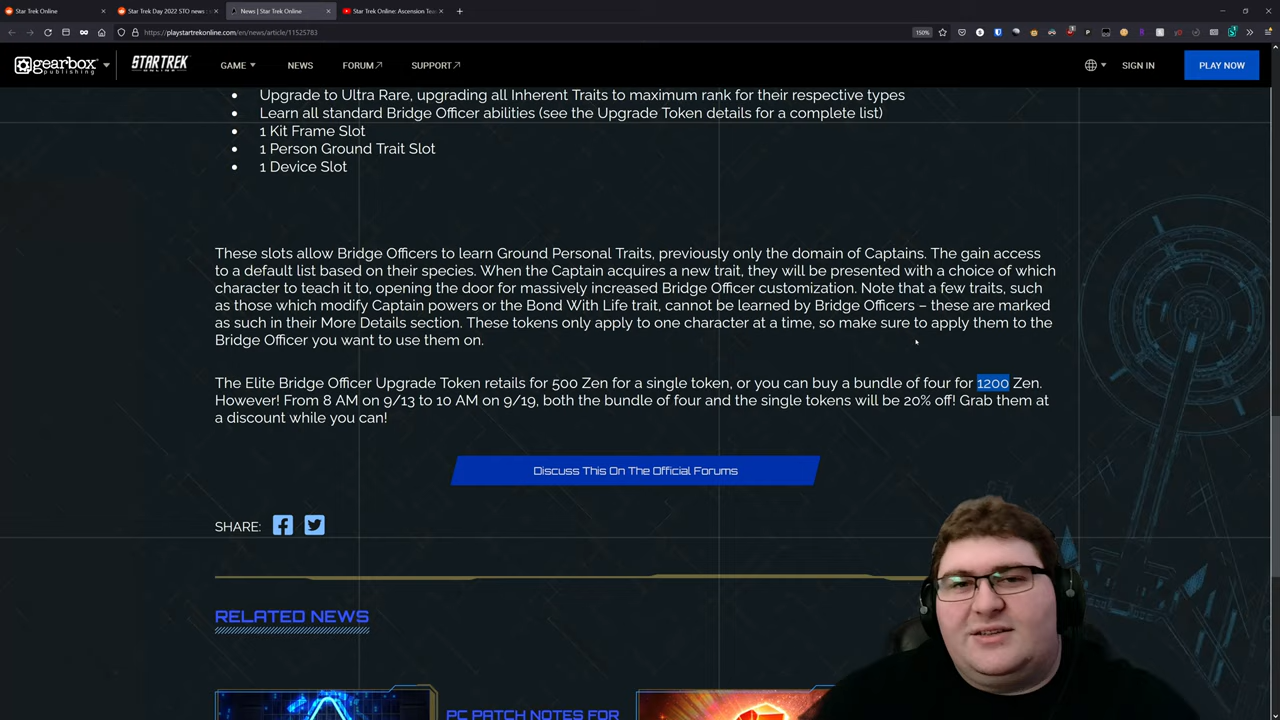 Star Trek Online
Star Trek Day 2022 STO news
News | Star Trek Online
Star Trek Online: Ascension Tea
https://playstartrekonline.com/en/news/article/11525783
150%
gearbox publishing
STAR TREK ONLINE
GAME
NEWS
FORUM
SUPPORT
SIGN IN
PLAY NOW
Upgrade to Ultra Rare, upgrading all Inherent Traits to maximum rank for their respective types
Learn all standard Bridge Officer abilities (see the Upgrade Token details for a complete list)
1 Kit Frame Slot
1 Person Ground Trait Slot
1 Device Slot
These slots allow Bridge Officers to learn Ground Personal Traits, previously only the domain of Captains. The gain access
to a default list based on their species. When the Captain acquires a new trait, they will be presented with a choice of which
character to teach it to, opening the door for massively increased Bridge Officer customization. Note that a few traits, such
as those which modify Captain powers or the Bond With Life trait, cannot be learned by Bridge Officers – these are marked
as such in their More Details section. These tokens only apply to one character at a time, so make sure to apply them to the
Bridge Officer you want to use them on.
The Elite Bridge Officer Upgrade Token retails for 500 Zen for a single token, or you can buy a bundle of four for 1200 Zen.
However! From 8 AM on 9/13 to 10 AM on 9/19, both the bundle of four and the single tokens will be 20% off! Grab them at
a discount while you can!
Discuss This On The Official Forums
SHARE:
RELATED NEWS
PC PATCH NOTES FOR